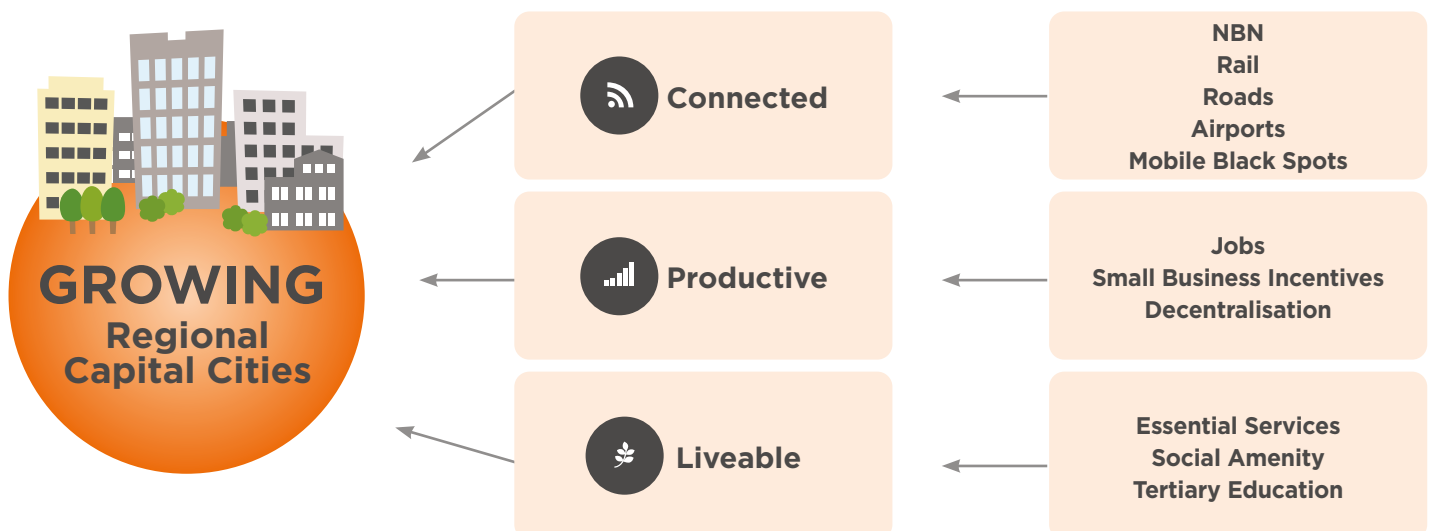 GROWING
Regional
Capital Cities
Connected
NBN
Rail
Roads
Airports
Mobile Black Spots
Productive
Jobs
Small Business Incentives
Decentralisation
Liveable
Essential Services
Social Amenity
Tertiary Education